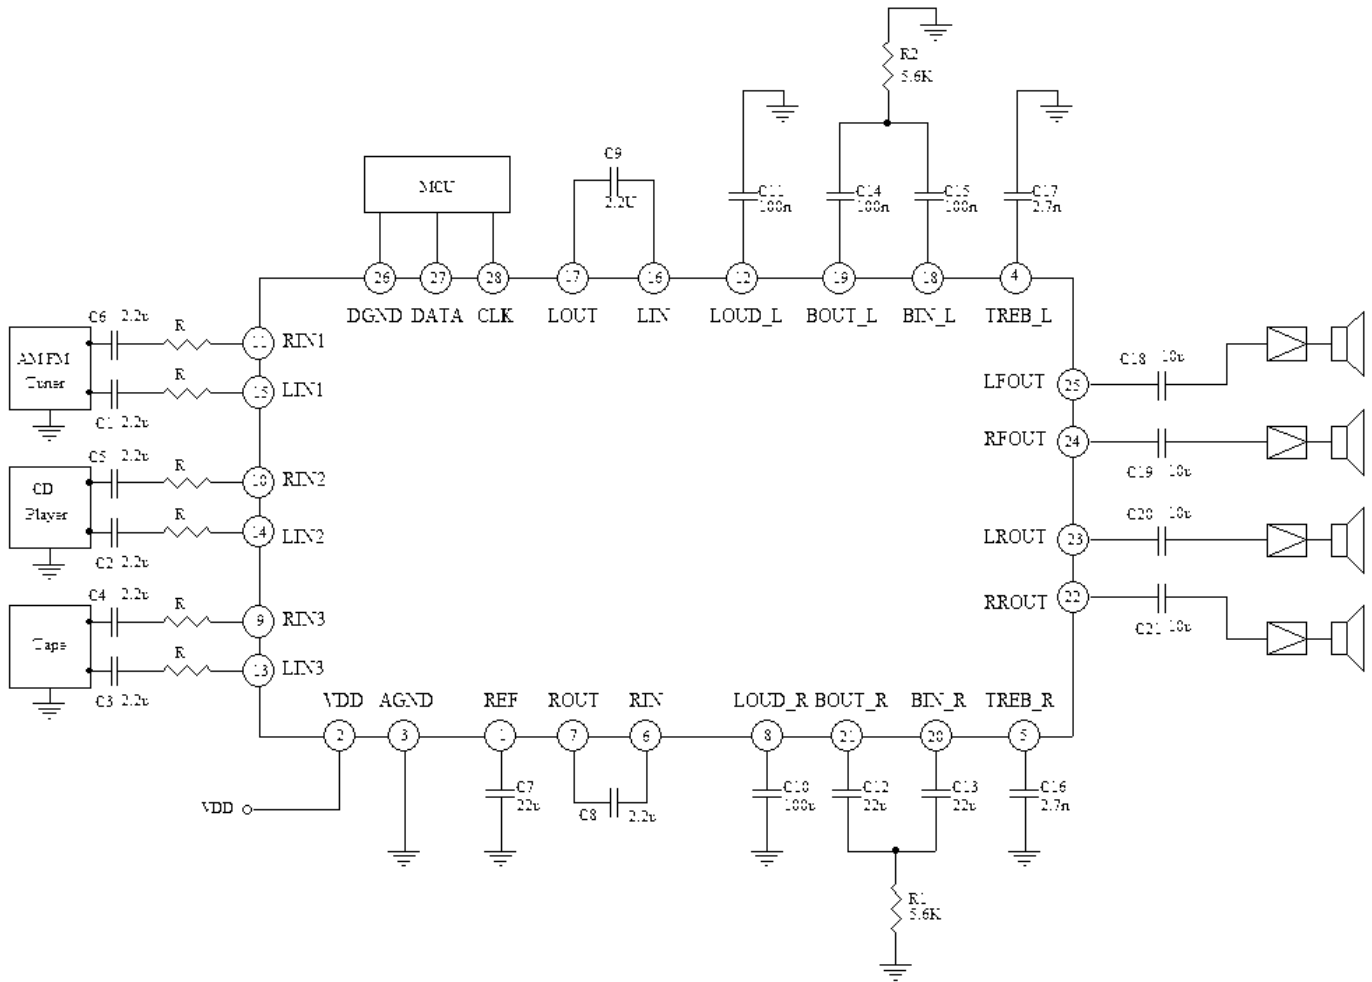 R2
5.6K
C9
2.2U
MCU
C11
100n
C14
100n
C15
100n
C17
2.7n
26
27
28
17
16
12
19
18
4
DGND DATA CLK LOUT LIN LOUD_L BOUT_L BIN_L TREB_L
C6 2.2u R
11 RIN1
AM FM
Tuner
R
15 LIN1
C1 2.2u
C5 2.2u R
10 RIN2
CD
Player
R
14 LIN2
C2 2.2u
C4 2.2u R
9 RIN3
Tape
R
13 LIN3
C3 2.2u
LFOUT 25 C18 10u
RFOUT 24
C19 10u
C20 10u
LROUT 23
RROUT 22
C21 10u
VDD AGND REF ROUT RIN LOUD_R BOUT_R BIN_R TREB_R
2
3
1
7
6
8
21
20
5
VDD
C7
22u
C8 2.2u
C10
100u
C12
22u
C13
22u
C16
2.7n
R1
5.6K